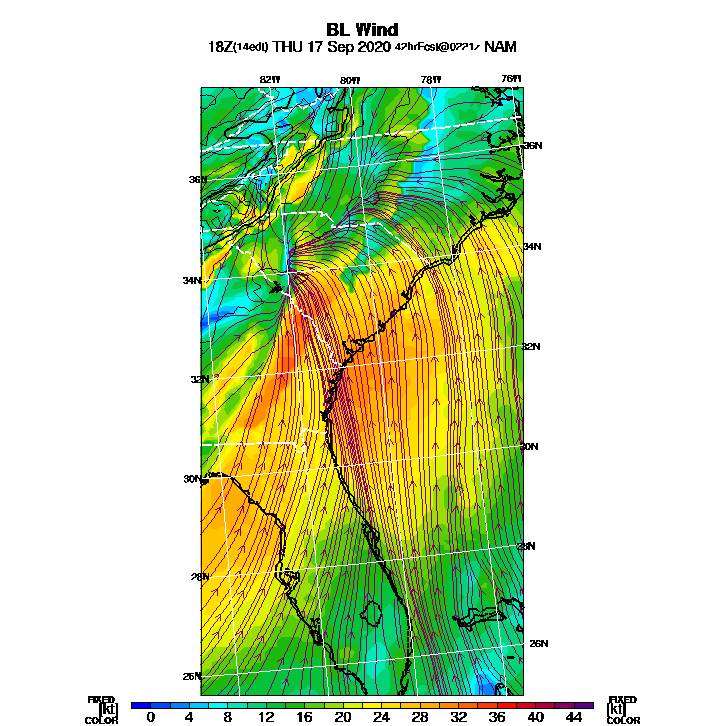 BL Wind
18Z(14edt) THU 17 Sep 2020 42hrFcst@0221z NAM
82W 80W 78W 76W
36N
36N
34N
34N
32N
32N
30N
30N
28N
28N
26N
26N
FIXED FIXED
[kt] 0 4 8 12 16 20 24 28 32 36 40 44 [kt]
COLOR COLOR